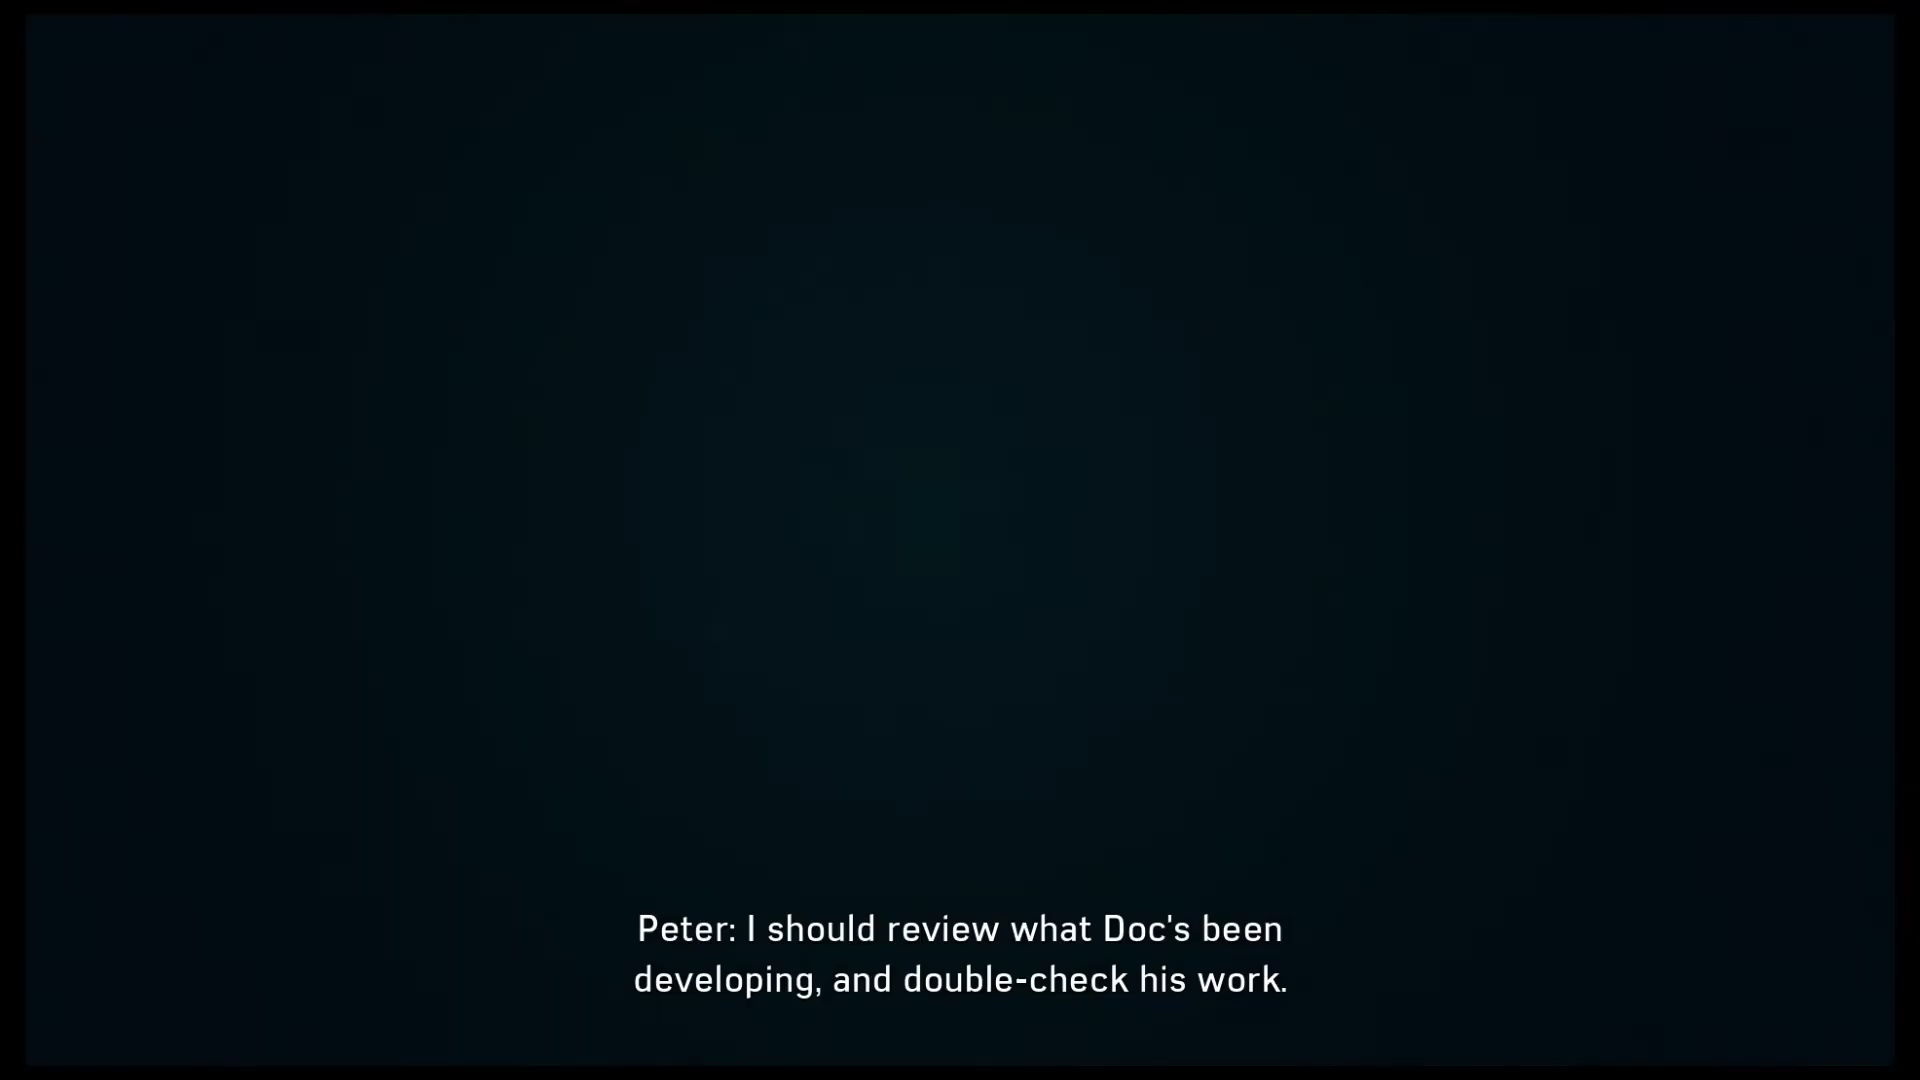 Peter: I should review what Doc's been
developing, and double-check his work.